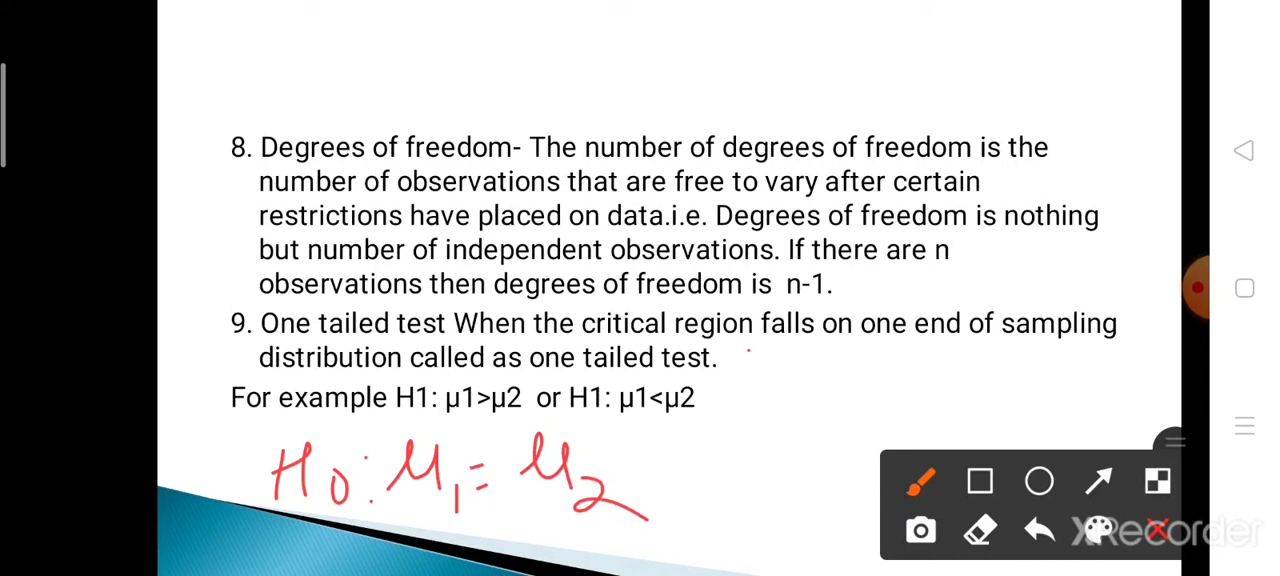 8. Degrees of freedom- The number of degrees of freedom is the
number of observations that are free to vary after certain
restrictions have placed on data.i.e. Degrees of freedom is nothing
but number of independent observations. If there are n
observations then degrees of freedom is n-1.
9. One tailed test When the critical region falls on one end of sampling
distribution called as one tailed test.
For example H1: µ1>µ2 or H1: µ1<µ2
H0: µ1 = µ2
XRecorder